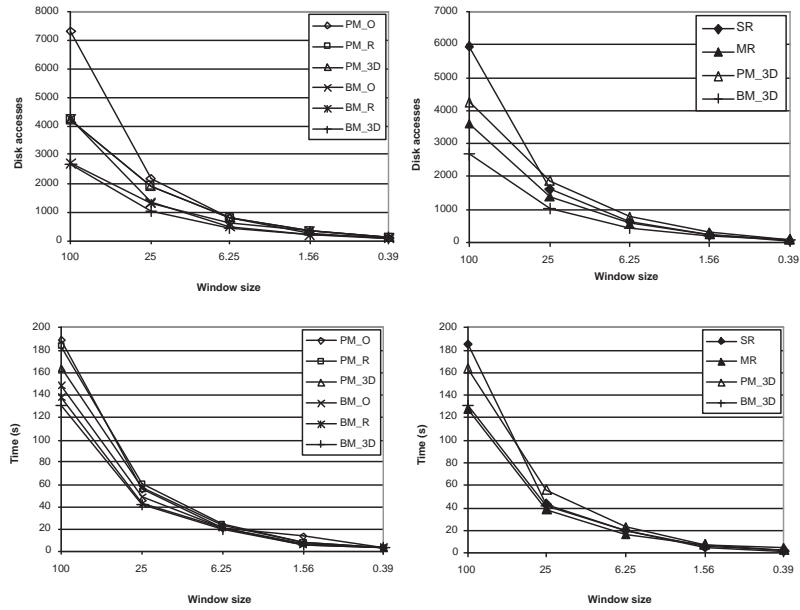 8000
7000
6000
5000
4000
3000
2000
1000
0
Disk accesses
100 25 6.25 1.56 0.39
Window size
PM_O
PM_R
PM_3D
BM_O
BM_R
BM_3D
7000
6000
5000
4000
3000
2000
1000
0
Disk accesses
100 25 6.25 1.56 0.39
Window size
SR
MR
PM_3D
BM_3D
200
180
160
140
120
100
80
60
40
20
0
Time (s)
100 25 6.25 1.56 0.39
Window size
PM_O
PM_R
PM_3D
BM_O
BM_R
BM_3D
200
180
160
140
120
100
80
60
40
20
0
Time (s)
100 25 6.25 1.56 0.39
Window size
SR
MR
PM_3D
BM_3D